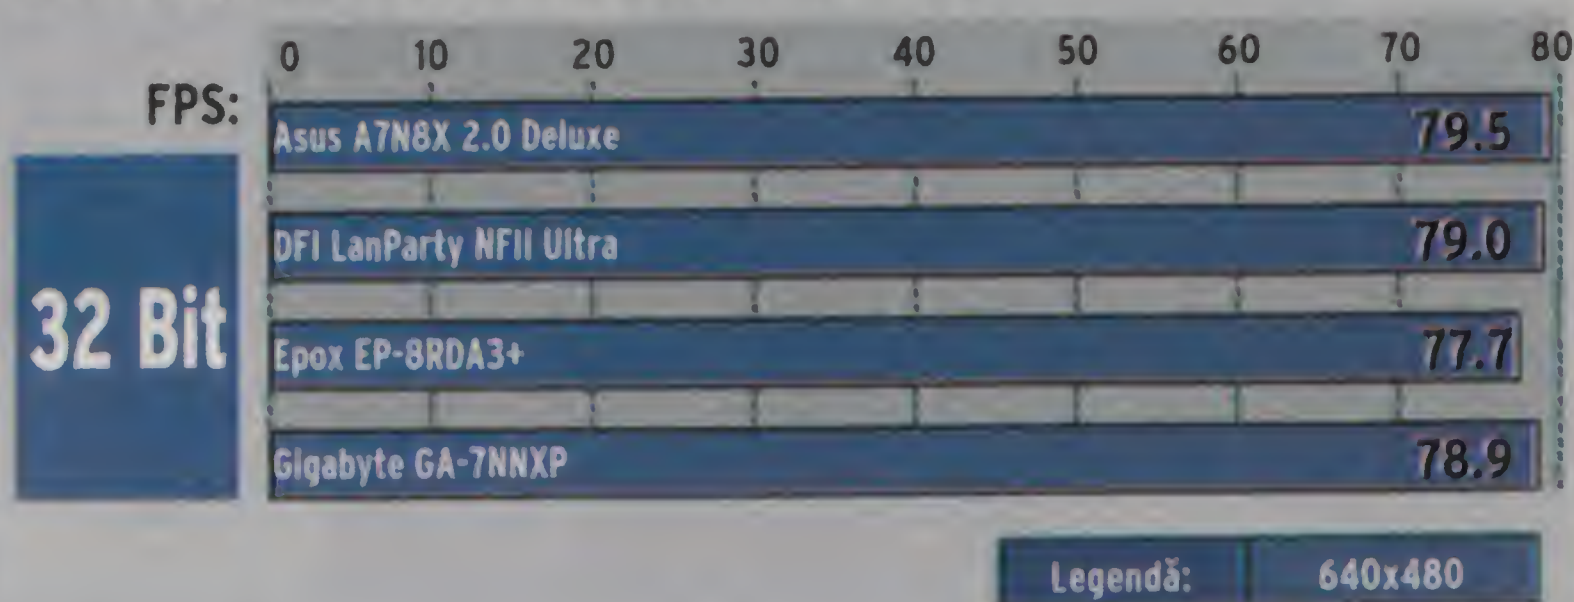 0 10 20 30 40 50 60 70 80
FPS:
Asus A7N8X 2.0 Deluxe 79.5
DFI LanParty NFII Ultra 79.0
32 Bit
Epox EP-8RDA3+ 77.7
Gigabyte GA-7NNXP 78.9
Legendă: 640x480